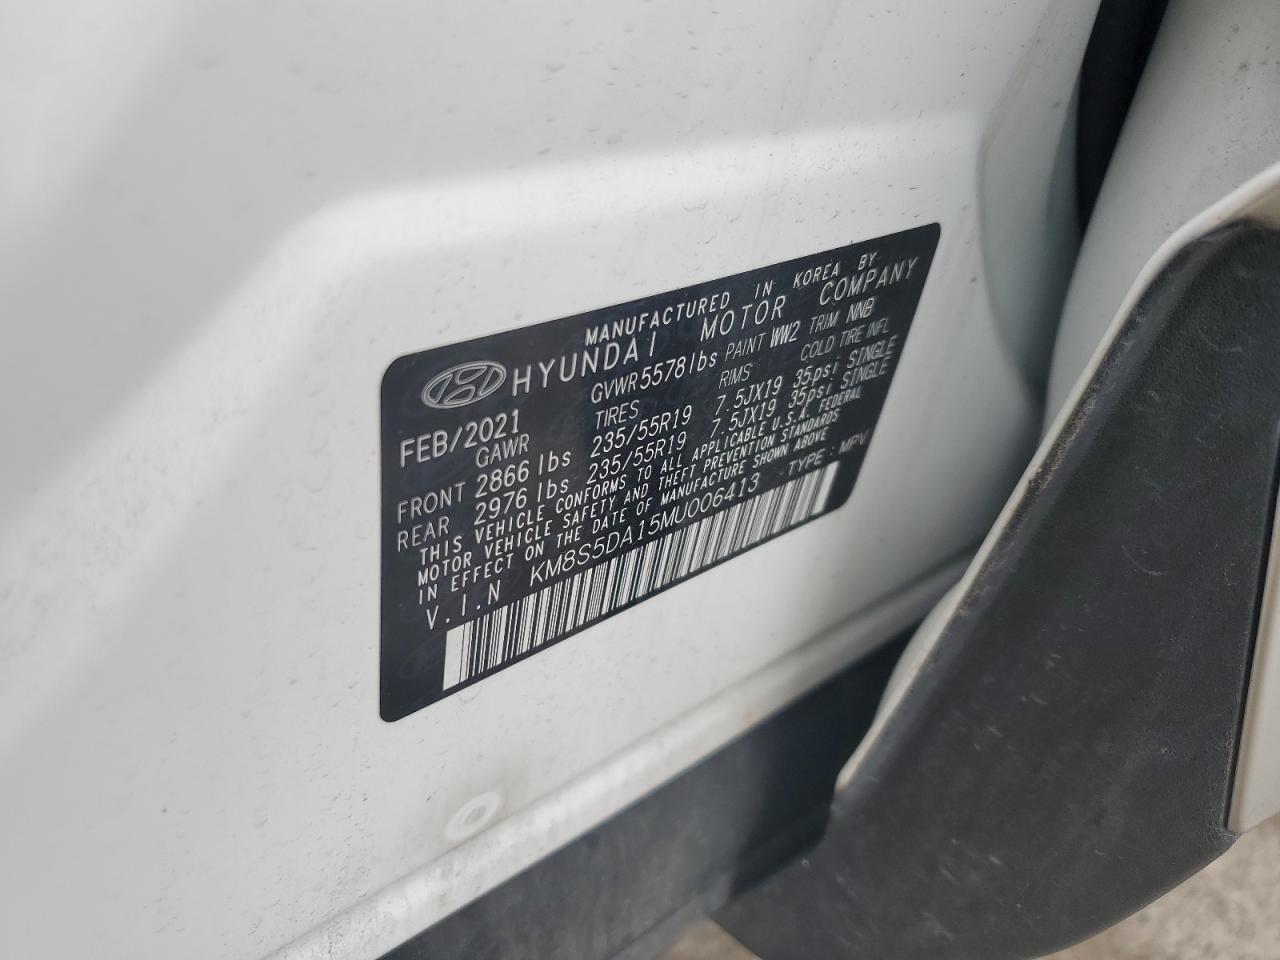 MANUFACTURED IN KOREA BY
HYUNDAI MOTOR COMPANY
FEB/2021 GVWR 5578 lbs PAINT WW2 TRIM NNB
GAWR TIRES RIMS COLD TIRE INFL
FRONT 2866 lbs 235/55R19 7.5JX19 35psi SINGLE
REAR 2976 lbs 235/55R19 7.5JX19 35psi SINGLE
THIS VEHICLE CONFORMS TO ALL APPLICABLE U.S.A. FEDERAL
MOTOR VEHICLE SAFETY AND THEFT PREVENTION STANDARDS
IN EFFECT ON THE DATE OF MANUFACTURE SHOWN ABOVE
V.I.N KM8S5DA15MU006413 TYPE : MPV